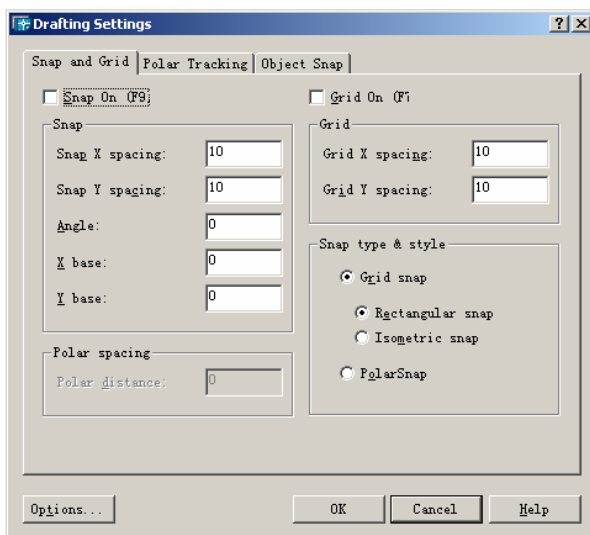 Drafting Settings
Snap and Grid Polar Tracking Object Snap
Snap On (F9)
Snap
Snap X spacing: 10
Snap Y spacing: 10
Angle: 0
X base: 0
Y base: 0
Polar spacing
Polar distance: 0
Grid On (F7
Grid
Grid X spacing: 10
Grid Y spacing: 10
Snap type & style
Grid snap
Rectangular snap
Isometric snap
PolarSnap
Options... OK Cancel Help